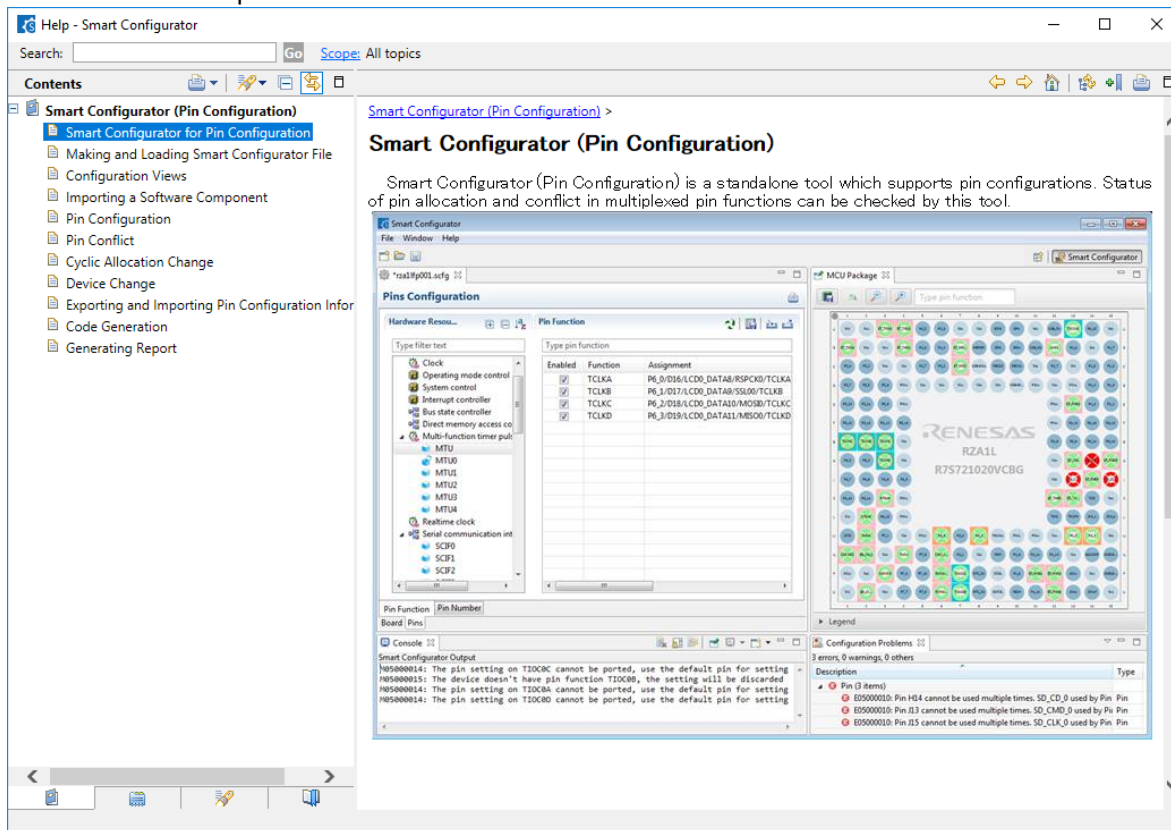 Help - Smart Configurator
Search:
Go
Scope: All topics
Contents
Smart Configurator (Pin Configuration)
Smart Configurator for Pin Configuration
Making and Loading Smart Configurator File
Configuration Views
Importing a Software Component
Pin Configuration
Pin Conflict
Cyclic Allocation Change
Device Change
Exporting and Importing Pin Configuration Infor
Code Generation
Generating Report
Smart Configurator (Pin Configuration) >
Smart Configurator (Pin Configuration)
Smart Configurator (Pin Configuration) is a standalone tool which supports pin configurations. Status
of pin allocation and conflict in multiplexed pin functions can be checked by this tool.
Smart Configurator
File Window Help
Smart Configurator
*rza1lfp001.scfg
Pins Configuration
Hardware Resou...
Type filter text
Clock
Operating mode control
System control
Interrupt controller
Bus state controller
Direct memory access co
Multi-function timer puls
MTU
MTU0
MTU1
MTU2
MTU3
MTU4
Realtime clock
Serial communication int
SCIF0
SCIF1
SCIF2
Pin Function
Type pin function
Enabled Function Assignment
TCLKA P6_0/D16/LCD0_DATA8/RSPCK0/TCLKA
TCLKB P6_1/D17/LCD0_DATA9/SSL00/TCLKB
TCLKC P6_2/D18/LCD0_DATA10/MOSI0/TCLKC
TCLKD P6_3/D19/LCD0_DATA11/MISO0/TCLKD
Pin Function Pin Number
Board Pins
MCU Package
Type pin function
RENESAS
RZA1L
R7S721020VCBG
Legend
Console
Smart Configurator Output
M05000014: The pin setting on TIOC0C cannot be ported, use the default pin for setting
M05000015: The device doesn't have pin function TIOC0B, the setting will be discarded
M05000014: The pin setting on TIOC0A cannot be ported, use the default pin for setting
M05000014: The pin setting on TIOC0D cannot be ported, use the default pin for setting
Configuration Problems
3 errors, 0 warnings, 0 others
Description Type
Pin (3 items)
E05000010: Pin H14 cannot be used multiple times. SD_CD_0 used by Pin Pin
E05000010: Pin J13 cannot be used multiple times. SD_CMD_0 used by Pi Pin
E05000010: Pin J15 cannot be used multiple times. SD_CLK_0 used by Pin Pin